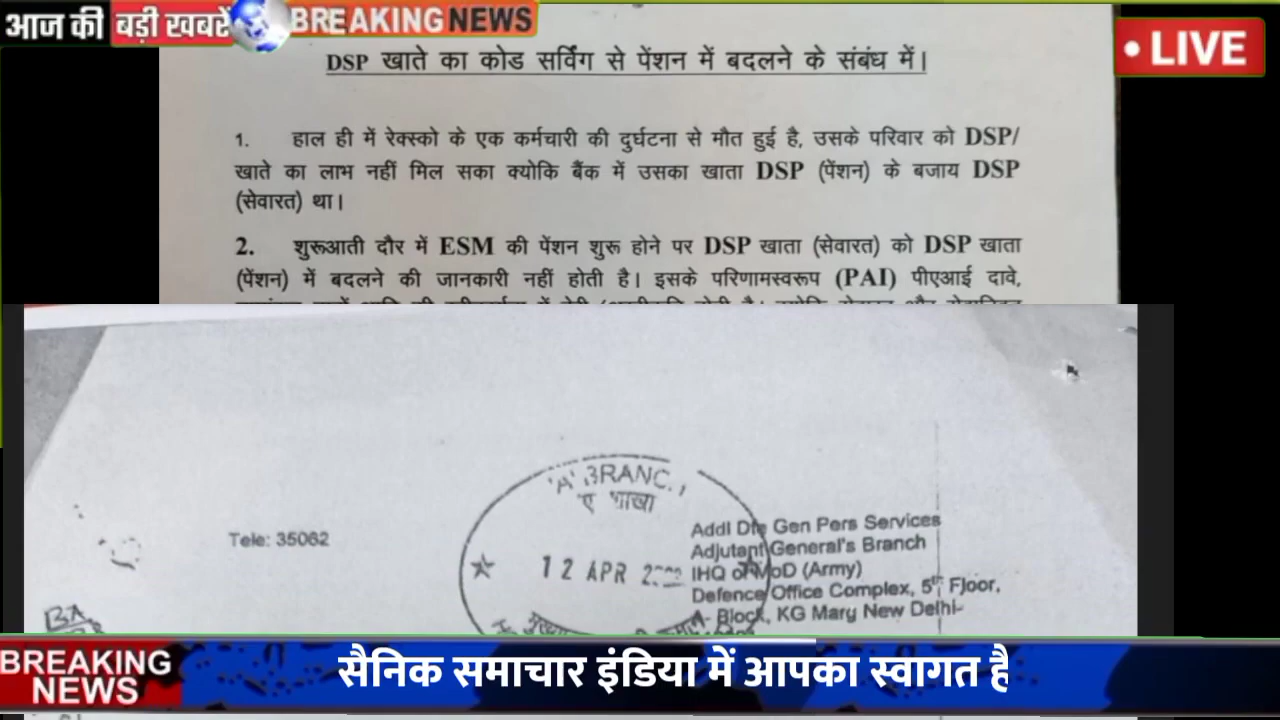 आज की बड़ी खबरें
BREAKING NEWS
LIVE
DSP खाते का कोड सर्विंग से पेंशन में बदलने के संबंध में।
1. हाल ही में रेक्स्को के एक कर्मचारी की दुर्घटना से मौत हुई है, उसके परिवार को DSP/
खाते का लाभ नहीं मिल सका क्योकि बैंक में उसका खाता DSP (पेंशन) के बजाय DSP
(सेवारत) था।
2. शुरूआती दौर में ESM की पेंशन शुरू होने पर DSP खाता (सेवारत) को DSP खाता
(पेंशन) में बदलने की जानकारी नहीं होती है। इसके परिणामस्वरूप (PAI) पीएआई दावे,
'A' BRANC
ए शाखा
12 APR
Tele: 35062
Addl Dte Gen Pers Services
Adjutant General's Branch
IHQ of MoD (Army)
Defence Office Complex, 5th Floor,
A- Block, KG Mary New Delhi-
BREAKING
NEWS
सैनिक समाचार इंडिया में आपका स्वागत है